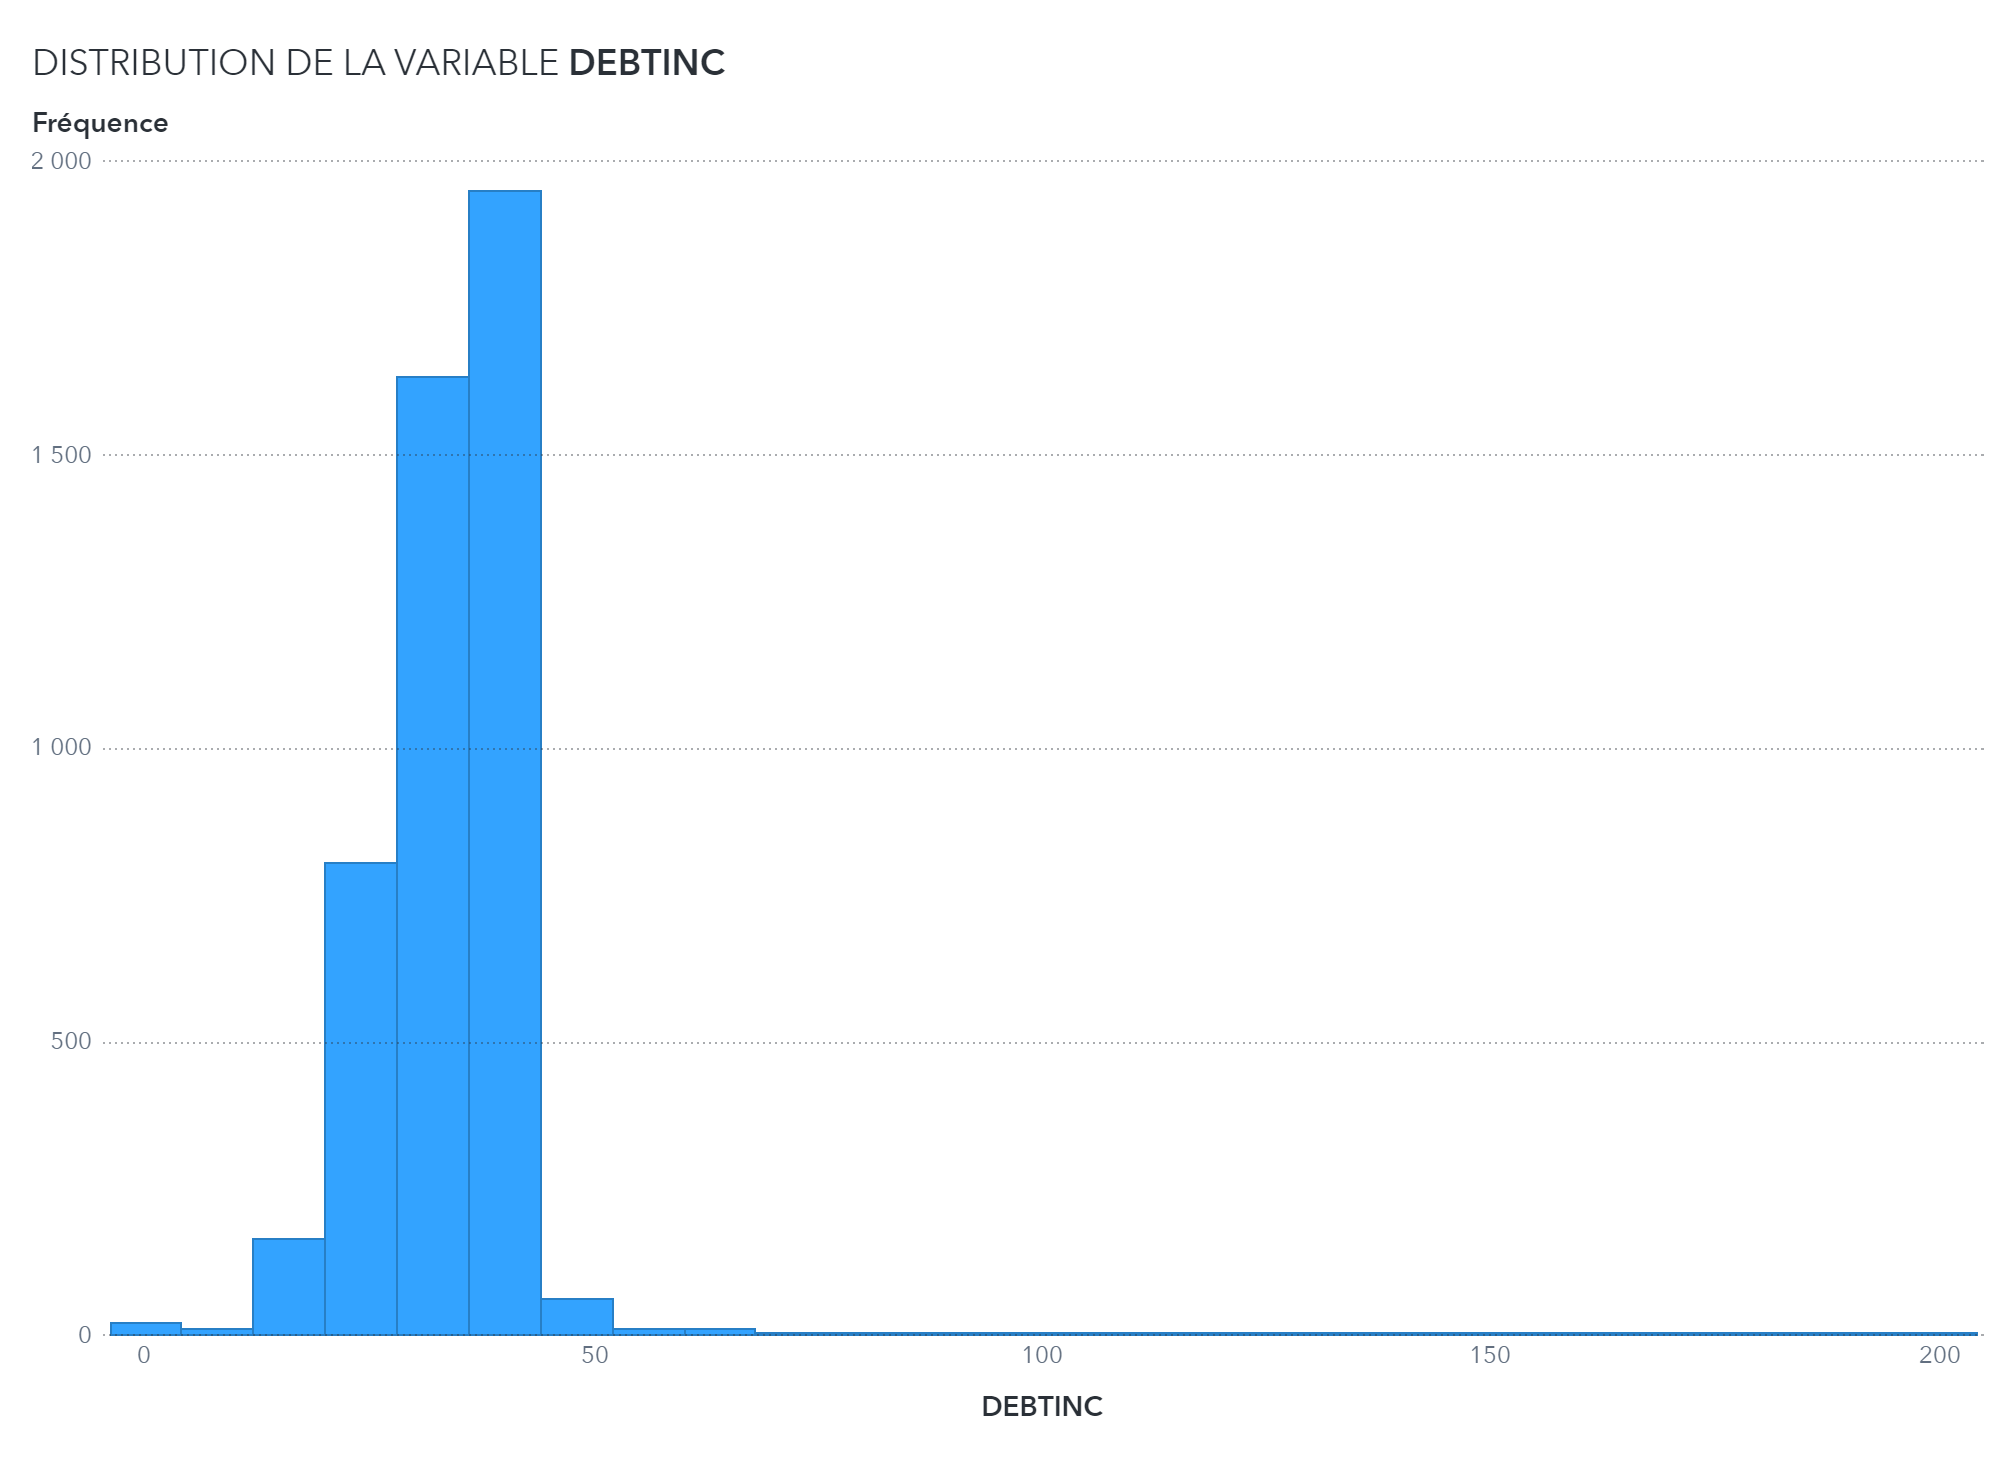 DISTRIBUTION DE LA VARIABLE DEBTINC
Fréquence
2 000
1 500
1 000
500
0
0 50 100 150 200
DEBTINC